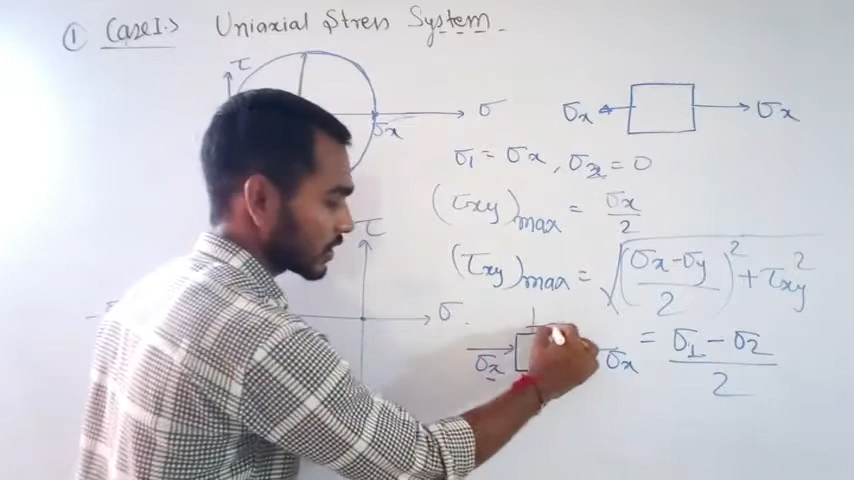 ① Case I.> Uniaxial Stress System
τ
σ
σx
σx σx
σ1 = σx, σ2 = 0
(τxy)max = σx/2
τ
(τxy)max = √((σx-σy)/2)² + τxy²
σ
σx σx
= (σ1 - σ2)/2